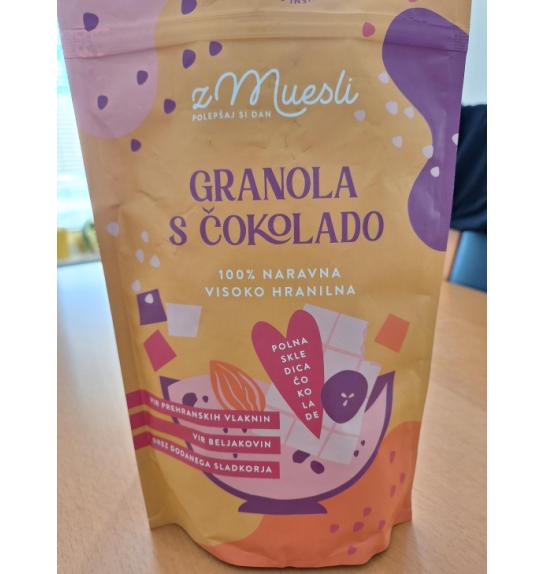 z Muesli
POLEPŠAJ SI DAN
GRANOLA
S ČOKOLADO
100% NARAVNA
VISOKO HRANILNA
POLNA
SKLE
DICA
ČO
KO
LA
DE
VIR PREHRANSKIH VLAKNIN
VIR BELJAKOVIN
BREZ DODANEGA SLADKORJA